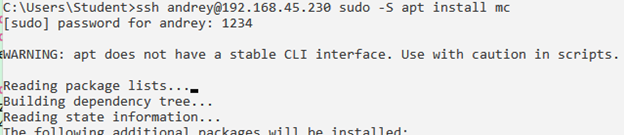 C:\Users\Student>ssh andrey@192.168.45.230 sudo -S apt install mc
[sudo] password for andrey: 1234
WARNING: apt does not have a stable CLI interface. Use with caution in scripts.
Reading package lists...
Building dependency tree...
Reading state information...
The following additional packages will be installed: